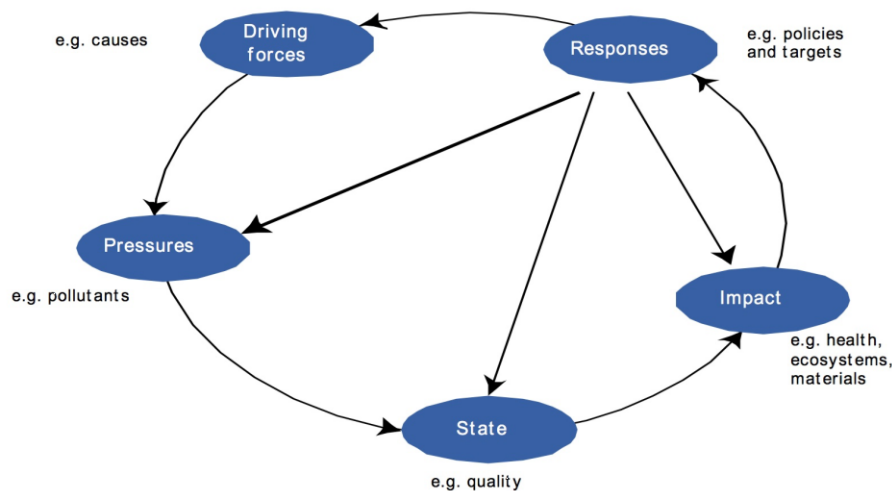 e.g. causes
Driving
forces
Responses
e.g. policies
and targets
Pressures
e.g. pollutants
Impact
e.g. health,
ecosystems,
materials
State
e.g. quality